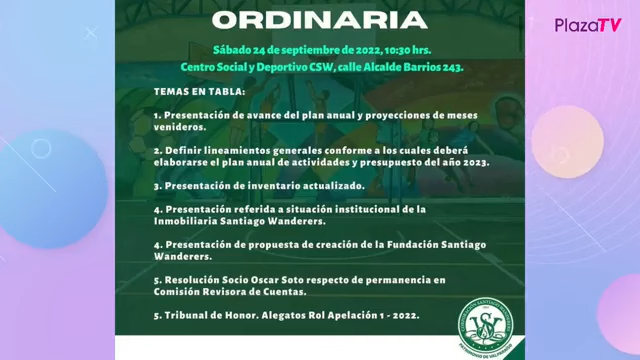 ORDINARIA
PlazaTV
Sábado 24 de septiembre de 2022, 10:30 hrs.
Centro Social y Deportivo CSW, calle Alcalde Barrios 243.
TEMAS EN TABLA:
1. Presentación de avance del plan anual y proyecciones de meses
venideros.
2. Definir lineamientos generales conforme a los cuales deberá
elaborarse el plan anual de actividades y presupuesto del año 2023.
3. Presentación de inventario actualizado.
4. Presentación referida a situación institucional de la
Inmobiliaria Santiago Wanderers.
4. Presentación de propuesta de creación de la Fundación Santiago
Wanderers.
5. Resolución Socio Oscar Soto respecto de permanencia en
Comisión Revisora de Cuentas.
5. Tribunal de Honor. Alegatos Rol Apelación 1 - 2022.